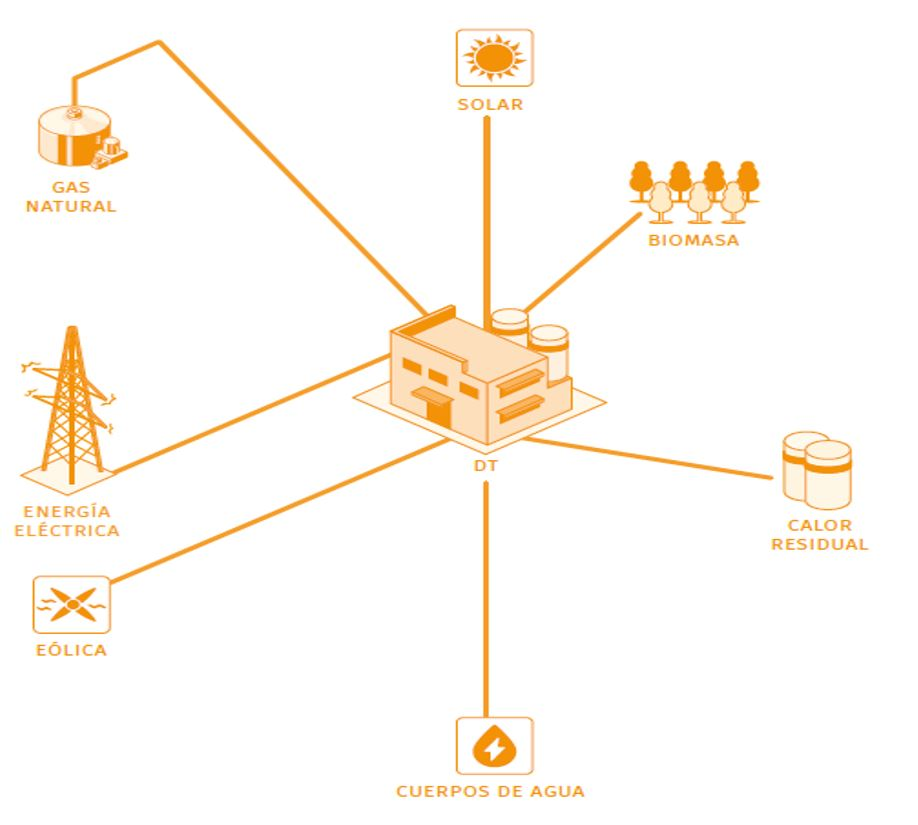 SOLAR
GAS
NATURAL
BIOMASA
DT
ENERGÍA
ELÉCTRICA
CALOR
RESIDUAL
EÓLICA
CUERPOS DE AGUA